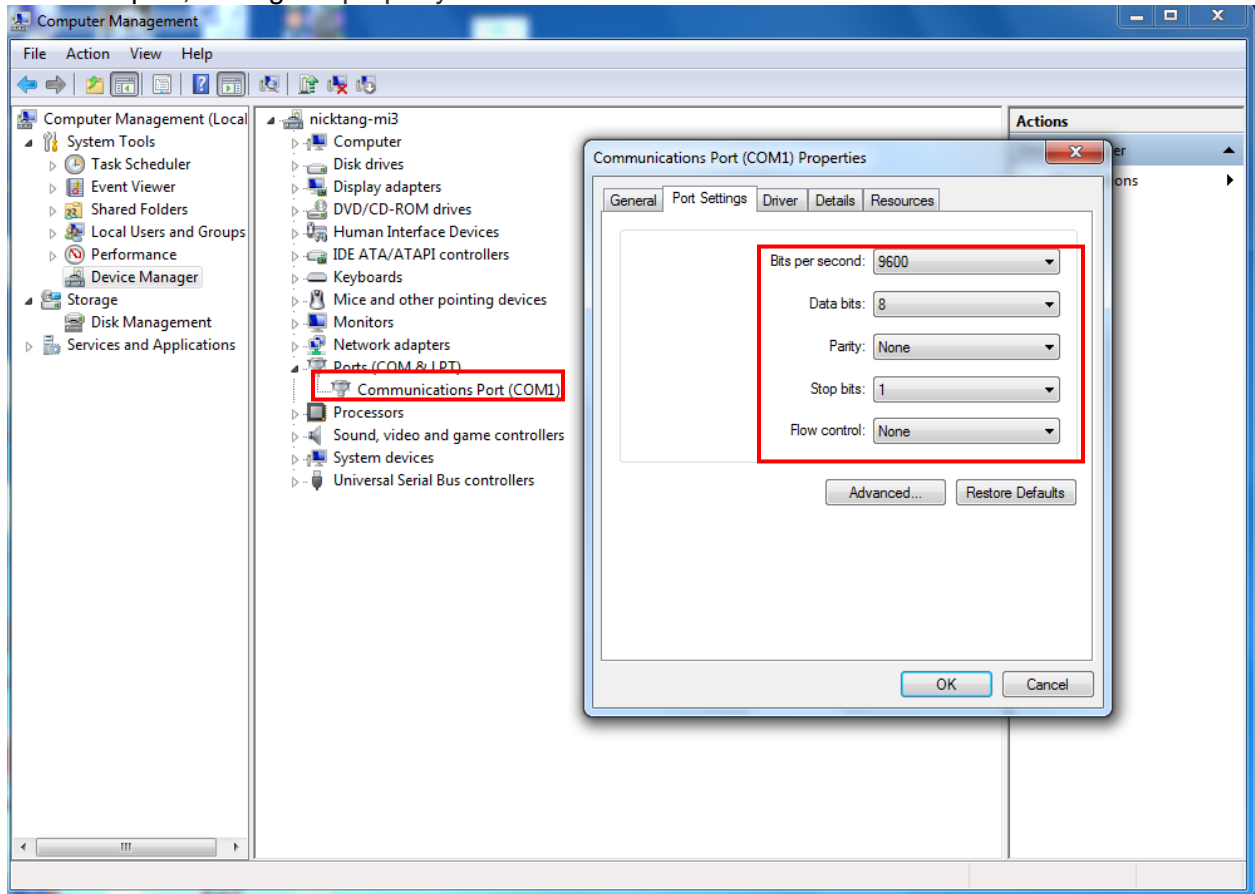 Computer Management
File Action View Help
Computer Management (Local
System Tools
Task Scheduler
Event Viewer
Shared Folders
Local Users and Groups
Performance
Device Manager
Storage
Disk Management
Services and Applications
nicktang-mi3
Computer
Disk drives
Display adapters
DVD/CD-ROM drives
Human Interface Devices
IDE ATA/ATAPI controllers
Keyboards
Mice and other pointing devices
Monitors
Network adapters
Ports (COM & LPT)
Communications Port (COM1)
Processors
Sound, video and game controllers
System devices
Universal Serial Bus controllers
Actions
er
ons
Communications Port (COM1) Properties
General Port Settings Driver Details Resources
Bits per second: 9600
Data bits: 8
Parity: None
Stop bits: 1
Flow control: None
Advanced... Restore Defaults
OK Cancel